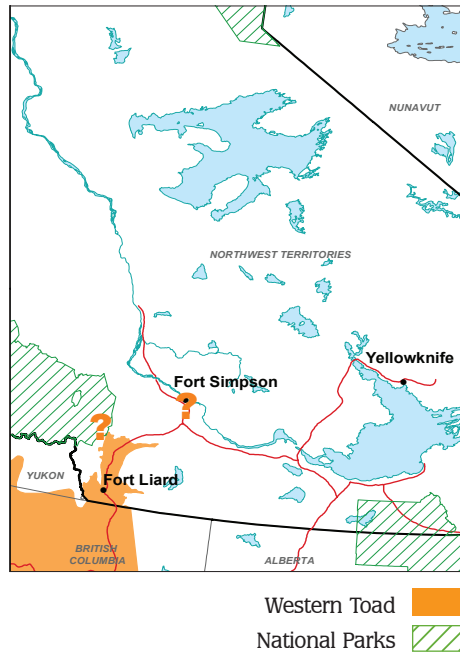 NUNAVUT
NORTHWEST TERRITORIES
Yellowknife
Fort Simpson
?
?
Fort Liard
YUKON
BRITISH
COLUMBIA
ALBERTA
Western Toad
National Parks